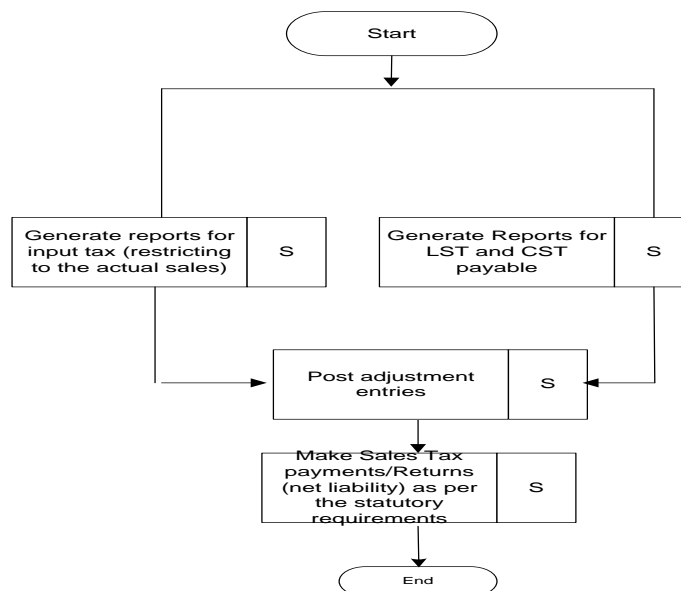 Start
Generate reports for
input tax (restricting
to the actual sales)
S
Generate Reports for
LST and CST
payable
S
Post adjustment
entries
S
Make Sales Tax
payments/Returns
(net liability) as per
the statutory
requirements
S
End